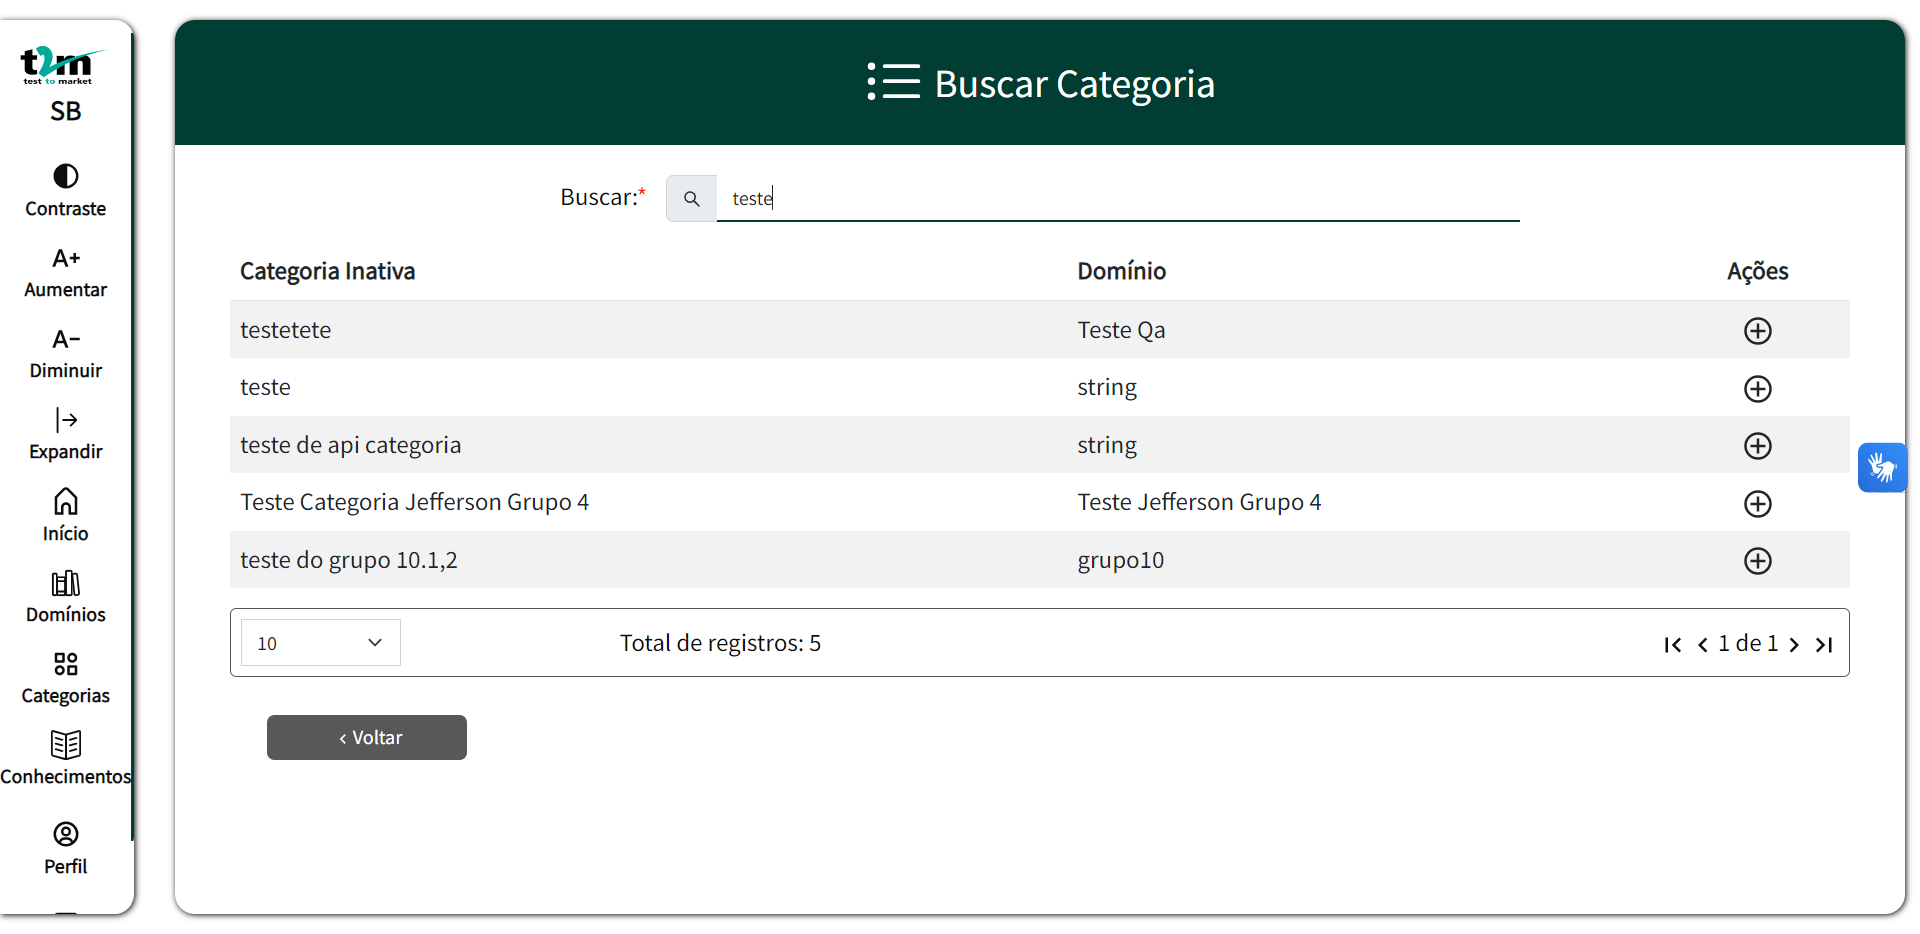 t2m
test to market
SB
Contraste
A+
Aumentar
A-
Diminuir
Expandir
Início
Domínios
Categorias
Conhecimentos
Perfil
Buscar Categoria
Buscar:* teste
Categoria Inativa Domínio Ações
testetete Teste Qa
teste string
teste de api categoria string
Teste Categoria Jefferson Grupo 4 Teste Jefferson Grupo 4
teste do grupo 10.1,2 grupo10
10 Total de registros: 5 1 de 1
‹ Voltar